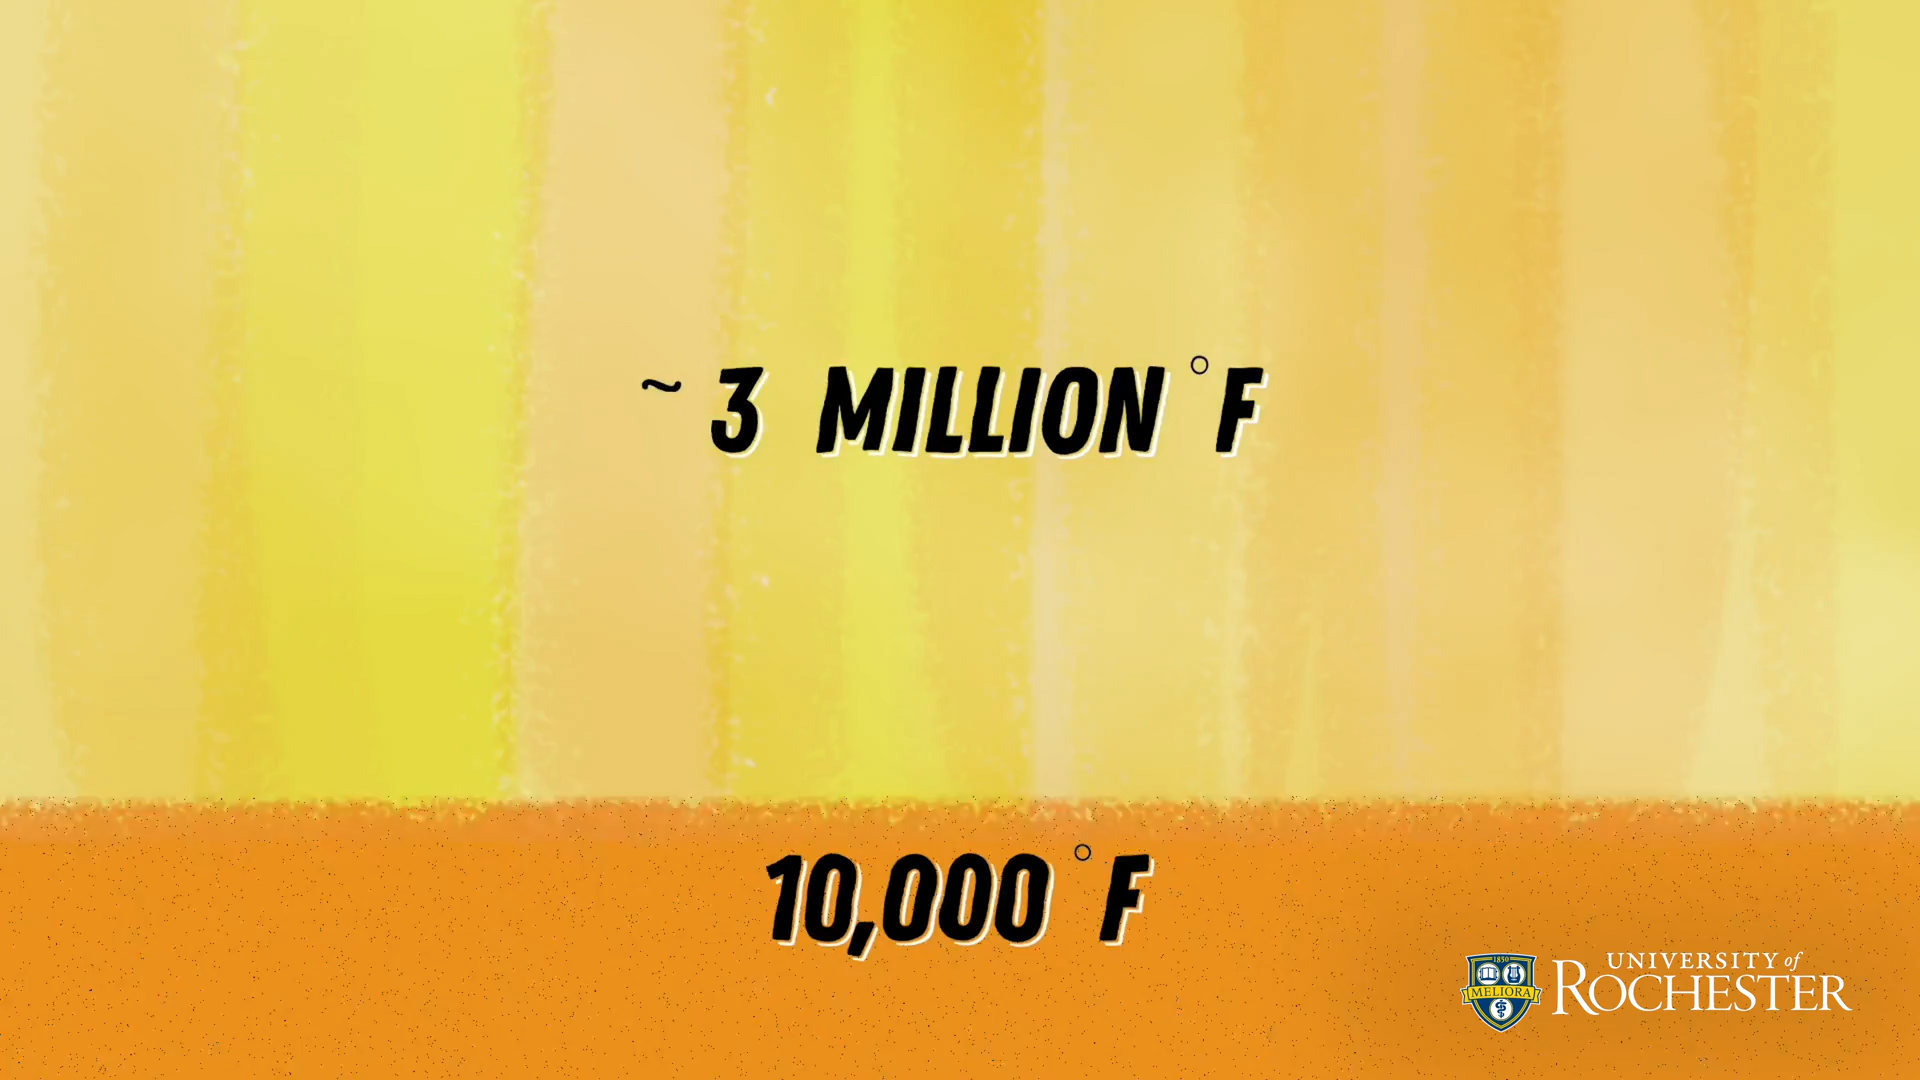 ~ 3 MILLION °F
10,000 °F
1850
MELIORA
UNIVERSITY of
ROCHESTER